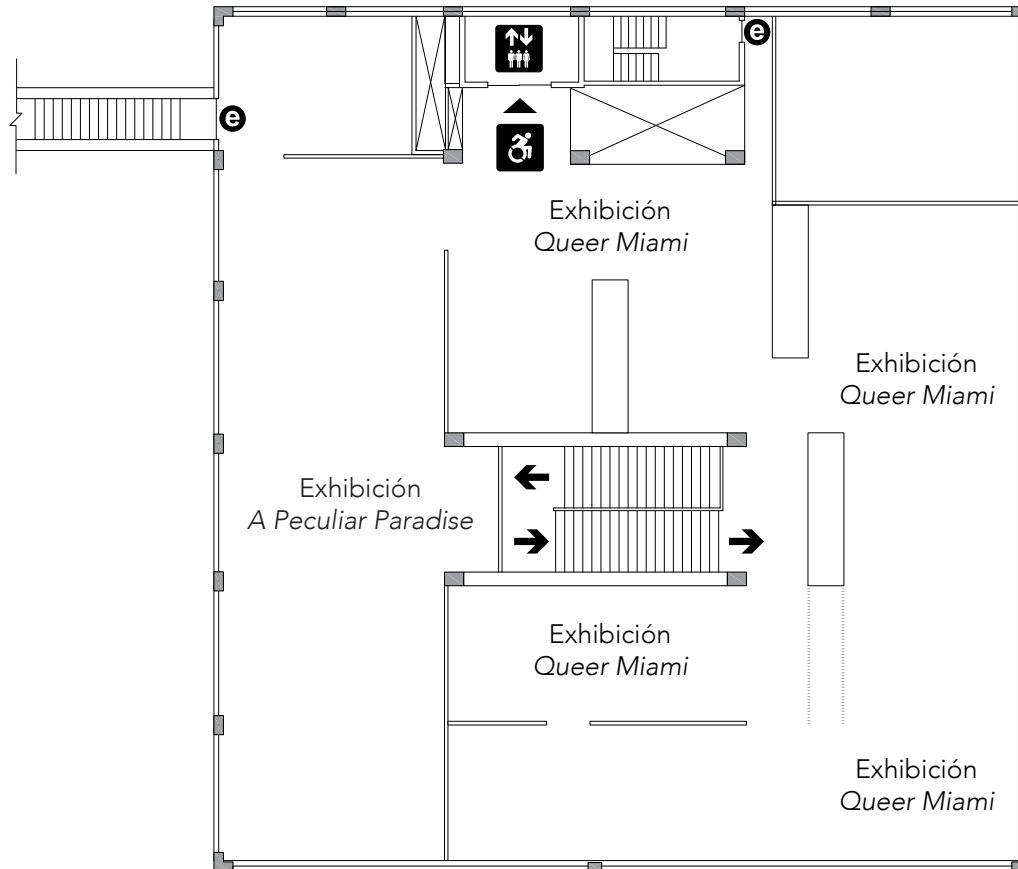 e
e
Exhibición
Queer Miami
Exhibición
Queer Miami
Exhibición
A Peculiar Paradise
Exhibición
Queer Miami
Exhibición
Queer Miami